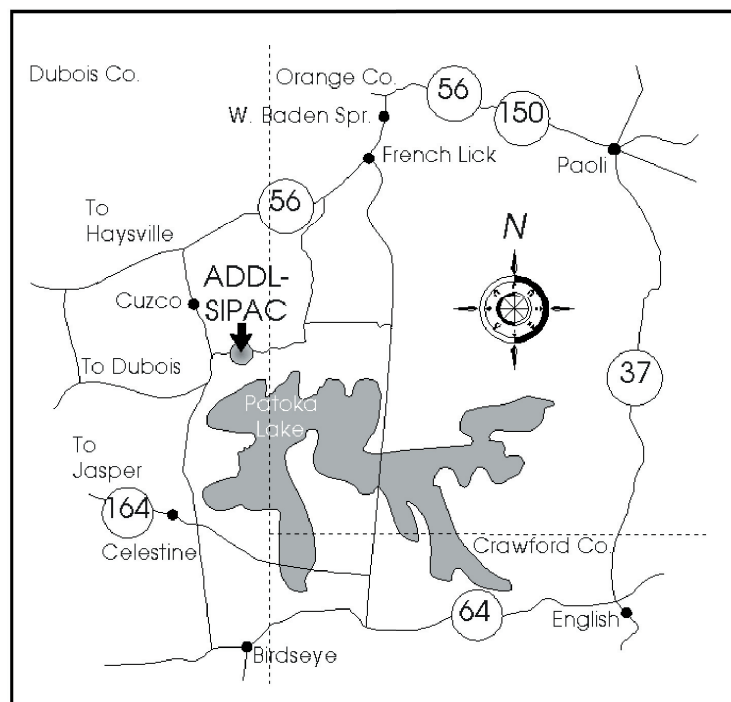 Dubois Co.
Orange Co.
56
150
W. Baden Spr.
French Lick
Paoli
56
To
Haysville
N
ADDL-
SIPAC
Cuzco
To Dubois
37
Patoka
Lake
To
Jasper
164
Celestine
Crawford Co.
64
English
Birdseye